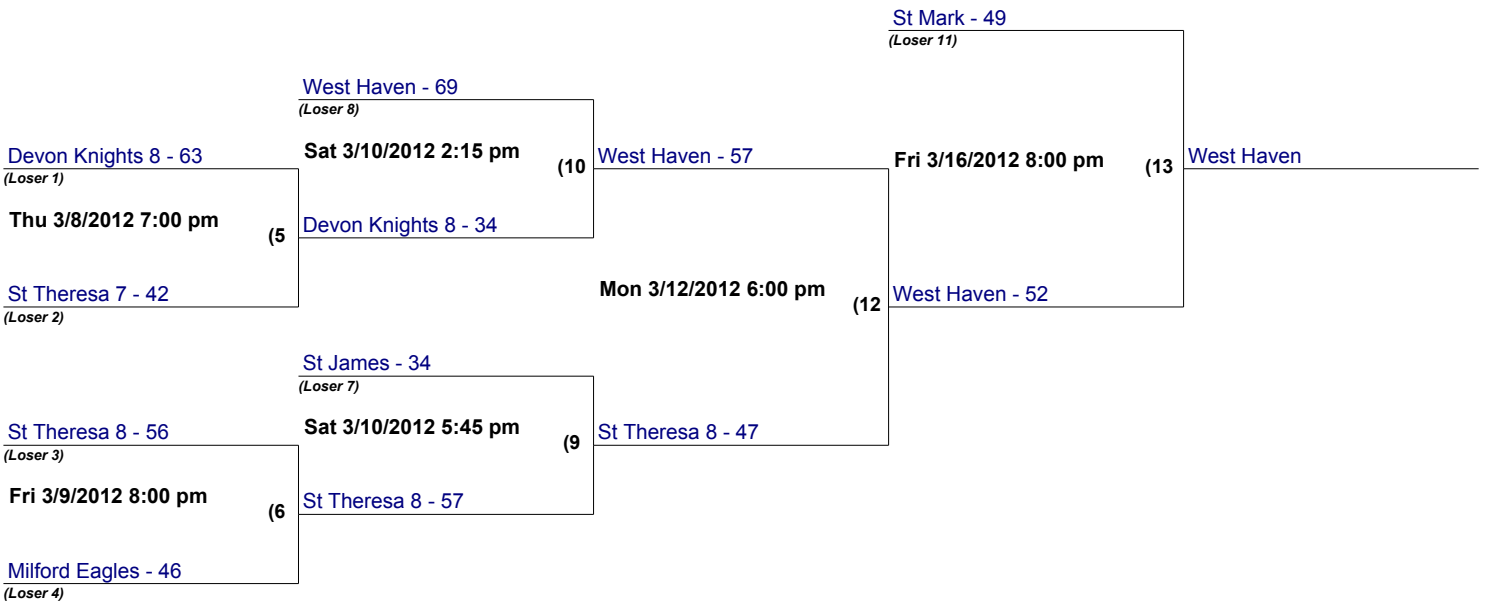 St Mark - 49
(Loser 11)
West Haven - 69
(Loser 8)
Devon Knights 8 - 63
(Loser 1)
Sat 3/10/2012 2:15 pm
(10
West Haven - 57
Fri 3/16/2012 8:00 pm
(13
West Haven
Thu 3/8/2012 7:00 pm
(5
Devon Knights 8 - 34
St Theresa 7 - 42
(Loser 2)
Mon 3/12/2012 6:00 pm
(12
West Haven - 52
St James - 34
(Loser 7)
St Theresa 8 - 56
(Loser 3)
Sat 3/10/2012 5:45 pm
(9
St Theresa 8 - 47
Fri 3/9/2012 8:00 pm
(6
St Theresa 8 - 57
Milford Eagles - 46
(Loser 4)